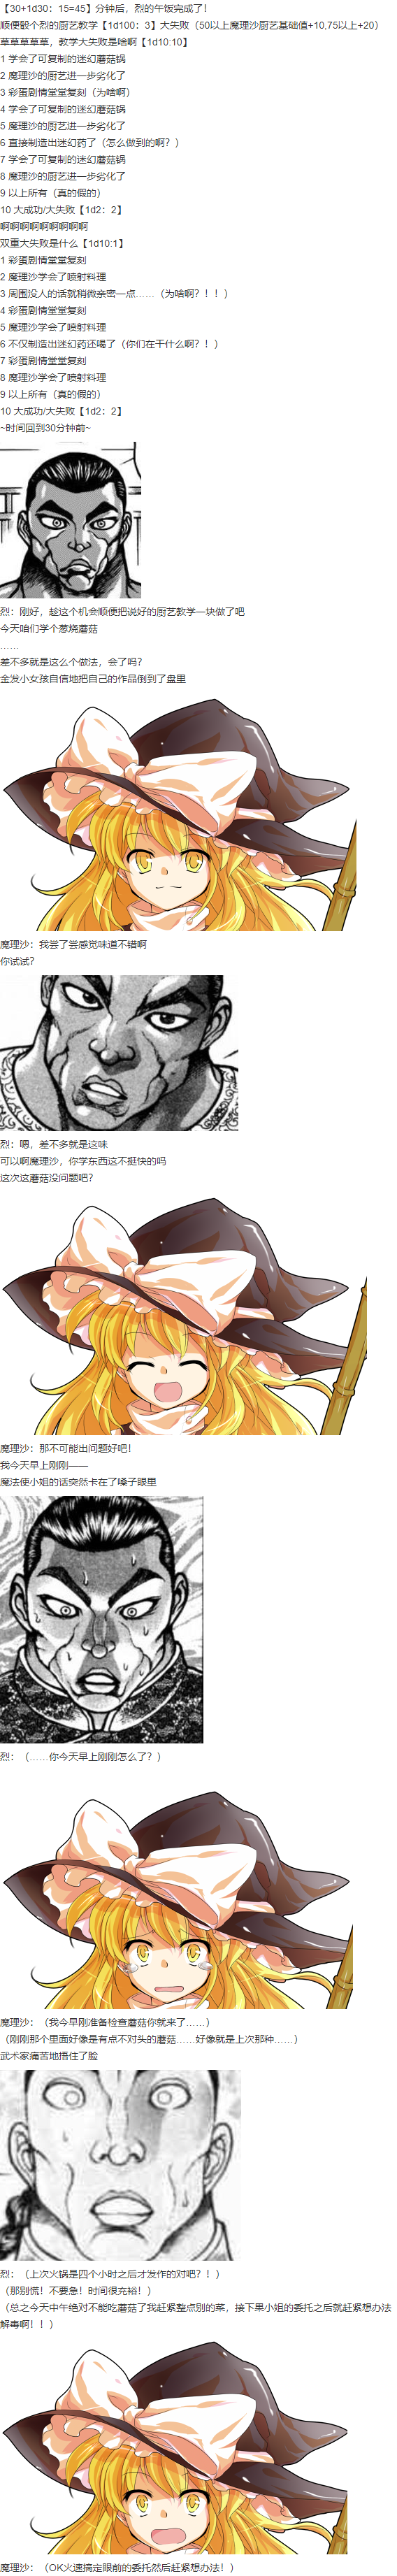 【30+1d30：15=45】分钟后，烈的午饭完成了！
顺便毅个烈的厨艺教学【1d100：3】大失败（50以上魔理沙厨艺基础值+10,75以上+20）
草草草草草，教学大失败是啥啊【1d10:10】
1 学会了可复制的迷幻蘑菇锅
2 魔理沙的厨艺进一步劣化了
3 彩蛋剧情堂堂复刻（为啥啊）
4 学会了可复制的迷幻蘑菇锅
5 魔理沙的厨艺进一步劣化了
6 直接制造出迷幻药了（怎么做到的啊？）
7 学会了可复制的迷幻蘑菇锅
8 魔理沙的厨艺进一步劣化了
9 以上所有（真的假的）
10 大成功/大失败【1d2：2】
啊啊啊啊啊啊啊啊啊
双重大失败是什么【1d10:1】
1 彩蛋剧情堂堂复刻
2 魔理沙学会了喷射料理
3 周围没人的话就稍微亲密一点……（为啥啊？！！）
4 彩蛋剧情堂堂复刻
5 魔理沙学会了喷射料理
6 不仅制造出迷幻药还喝了（你们在干什么啊？！）
7 彩蛋剧情堂堂复刻
8 魔理沙学会了喷射料理
9 以上所有（真的假的）
10 大成功/大失败【1d2：2】
~时间回到30分钟前~
烈：刚好，趁这个机会顺便把说好的厨艺教学一块做了吧
今天咱们学个葱烧蘑菇
……
差不多就是这么个做法，会了吗？
金发小女孩自信地把自己的作品倒到了盘里
魔理沙：我尝了尝感觉味道不错啊
你试试？
烈：嗯，差不多就是这味
可以啊魔理沙，你学东西这不挺快的吗
这次这蘑菇没问题吧？
魔理沙：那不可能出问题好吧！
我今天早上刚刚——
魔法使小姐的话突然卡在了嗓子眼里
烈：（……你今天早上刚刚怎么了？）
魔理沙：（我今早刚准备检查蘑菇你就来了……）
（刚刚那个里面好像是有点不对头的蘑菇……好像就是上次那种……）
武术家痛苦地捂住了脸
烈：（上次火锅是四个小时之后才发作的对吧？！）
（那别慌！不要急！时间很充裕！）
（总之今天中午绝对不能吃蘑菇了我赶紧整点别的菜，接下果小姐的委托之后就赶紧想办法
解毒啊！！）
魔理沙：（OK火速搞定眼前的委托然后赶紧想办法！）